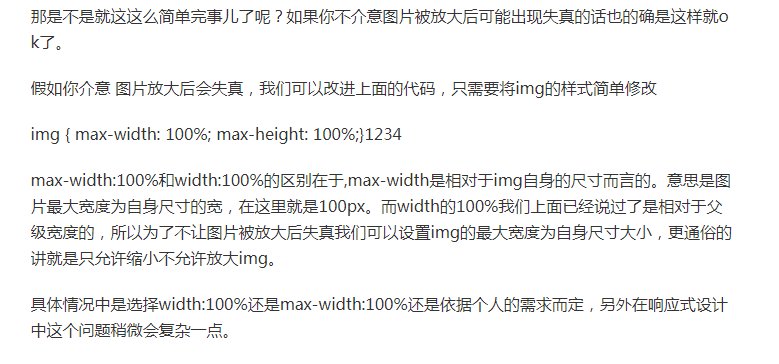 那是不是就这这么简单完事儿了呢？如果你不介意图片被放大后可能出现失真的话也的确是这样就o
k了。
假如你介意 图片放大后会失真，我们可以改进上面的代码，只需要将img的样式简单修改
img { max-width: 100%; max-height: 100%;}1234
max-width:100%和width:100%的区别在于,max-width是相对于img自身的尺寸而言的。意思是图
片最大宽度为自身尺寸的宽，在这里就是100px。而width的100%我们上面已经说过了是相对于父
级宽度的，所以为了不让图片被放大后失真我们可以设置img的最大宽度为自身尺寸大小，更通俗的
讲就是只允许缩小不允许放大img。
具体情况中是选择width:100%还是max-width:100%还是依据个人的需求而定，另外在响应式设计
中这个问题稍微会复杂一点。